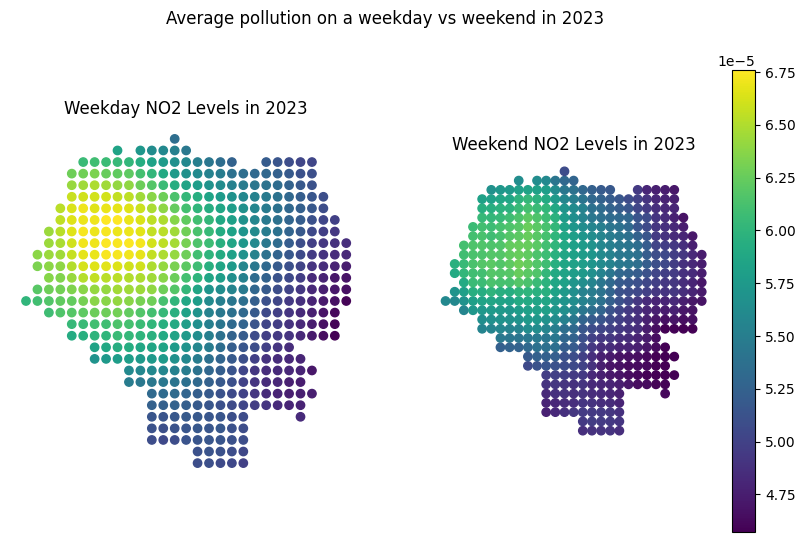 Average pollution on a weekday vs weekend in 2023
1e−5
Weekday NO2 Levels in 2023
Weekend NO2 Levels in 2023
6.75
6.50
6.25
6.00
5.75
5.50
5.25
5.00
4.75